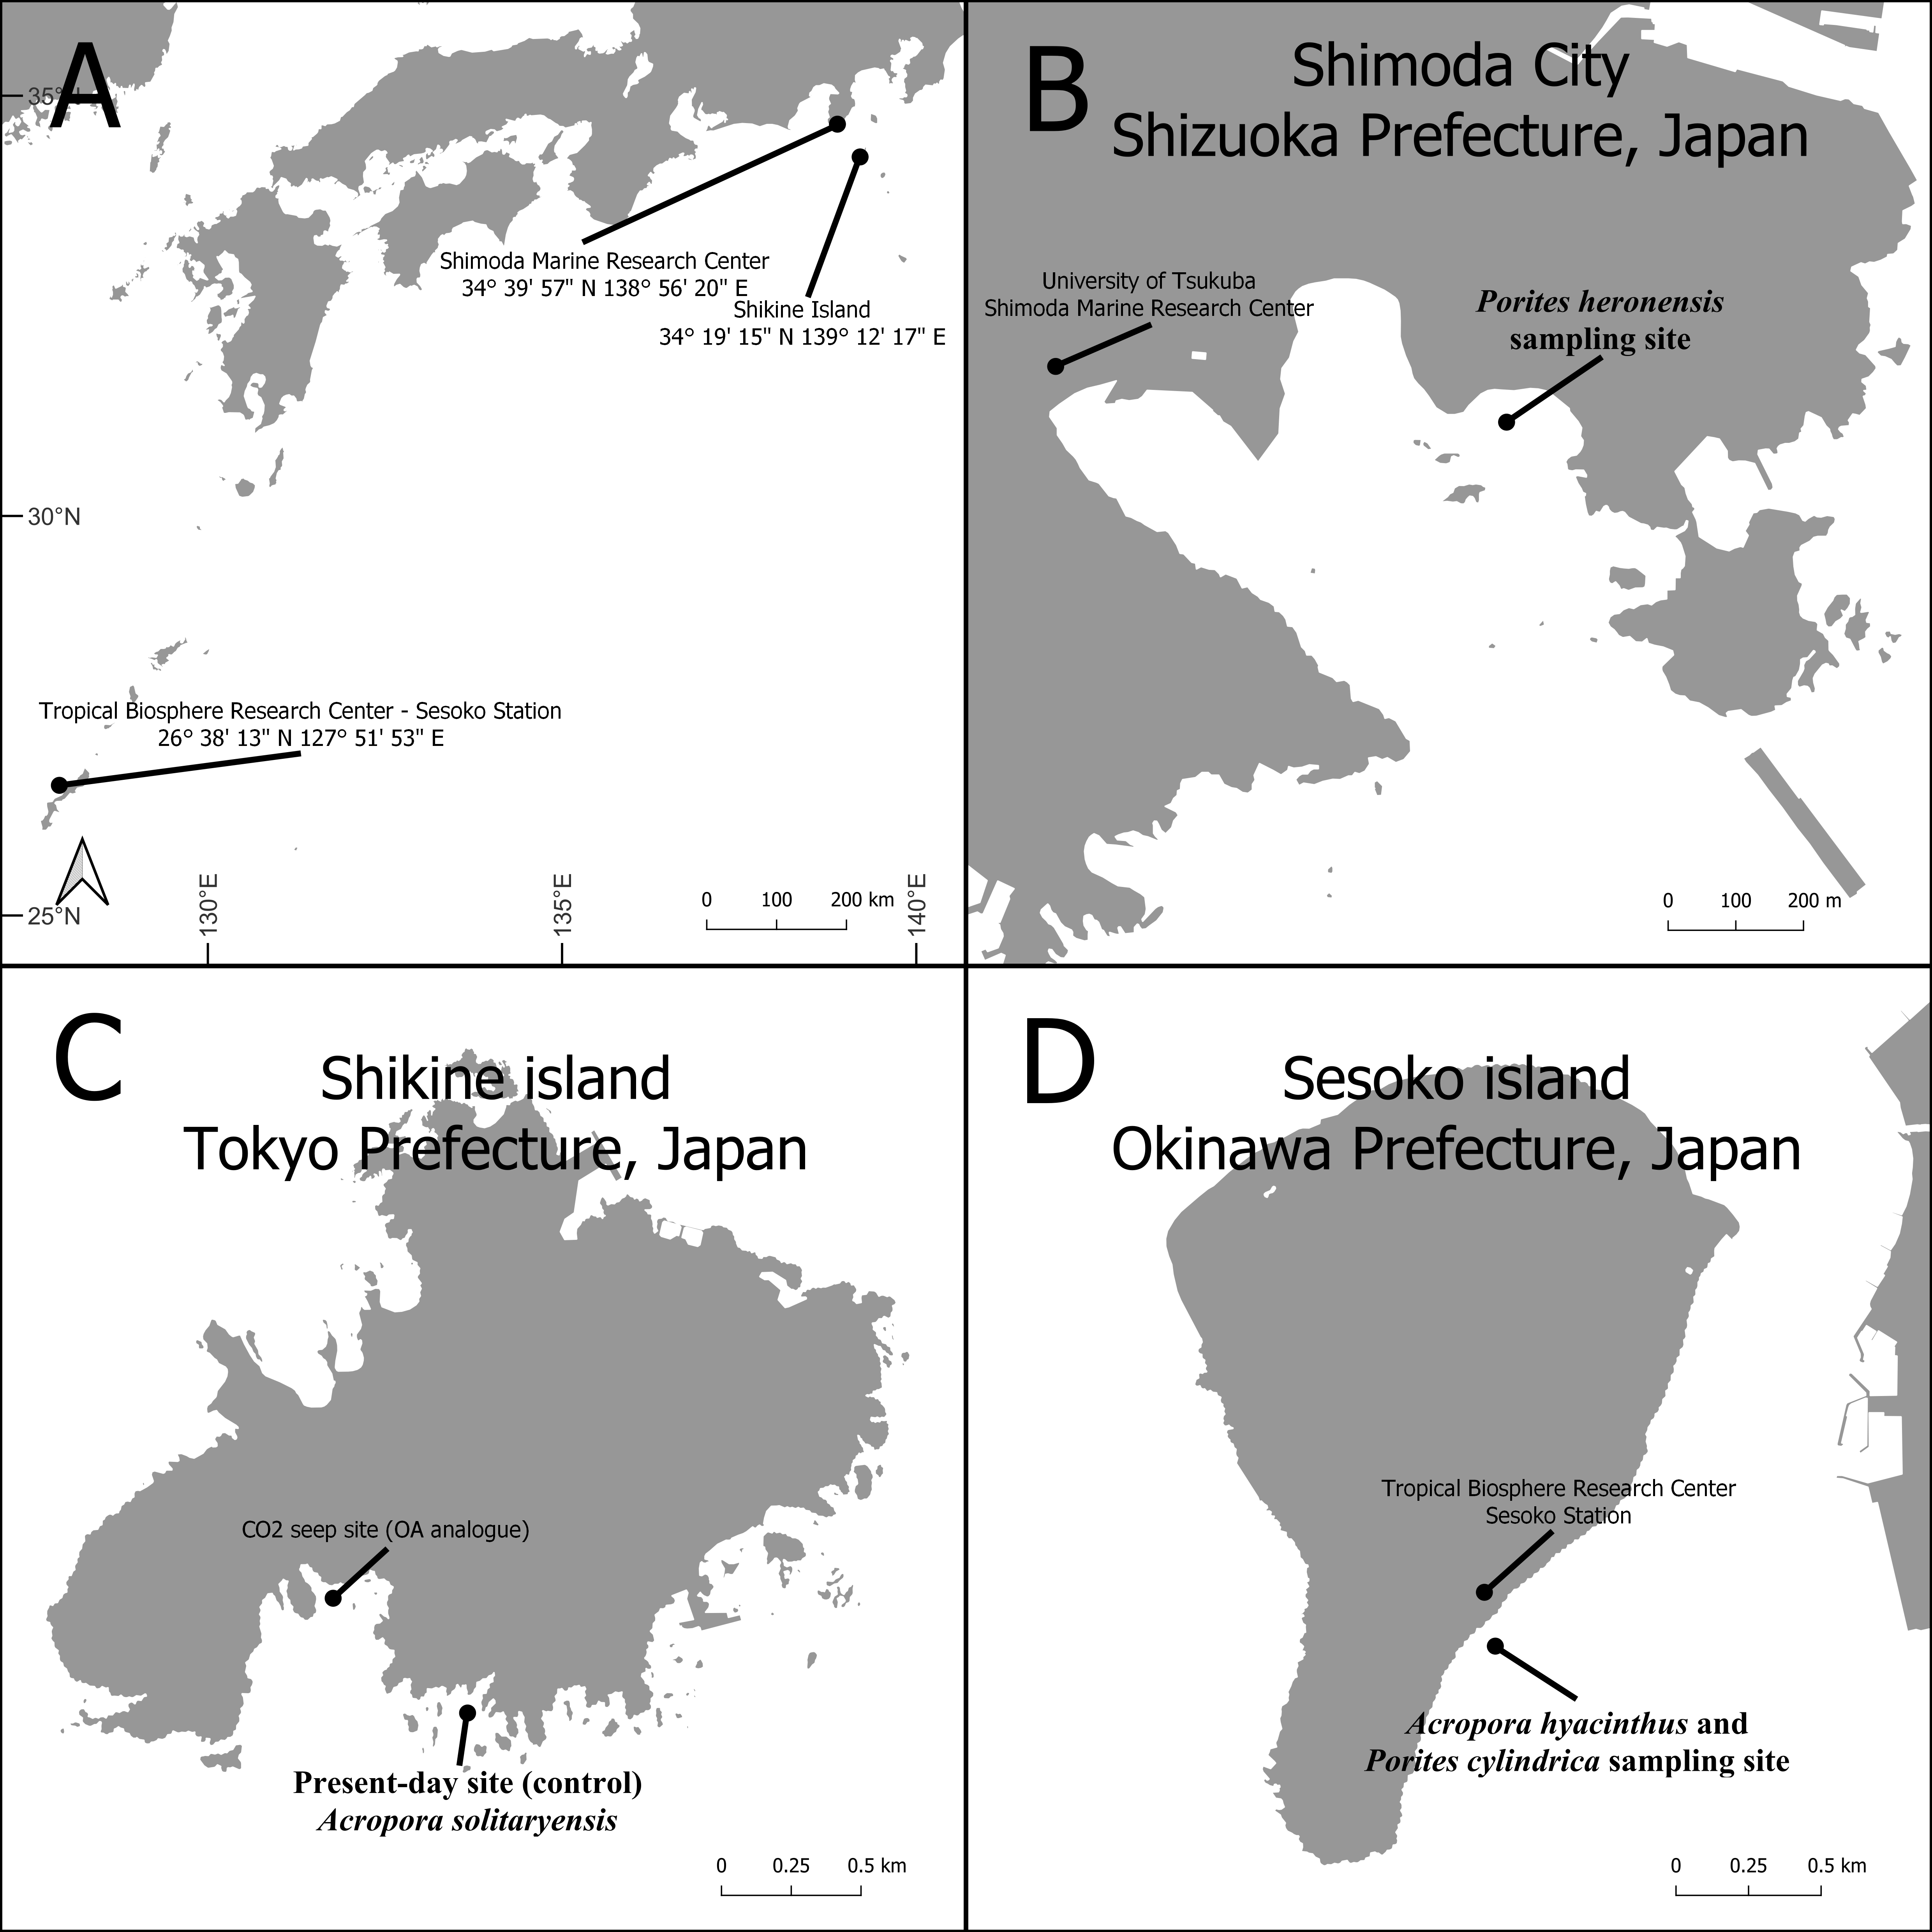 A
35°N
Shimoda Marine Research Center
34° 39' 57" N 138° 56' 20" E
Shikine Island
34° 19' 15" N 139° 12' 17" E
30°N
Tropical Biosphere Research Center - Sesoko Station
26° 38' 13" N 127° 51' 53" E
25°N
130°E
135°E
140°E
0 100 200 km
B
Shimoda City
Shizuoka Prefecture, Japan
University of Tsukuba
Shimoda Marine Research Center
Porites heronensis
sampling site
0 100 200 m
C
Shikine island
Tokyo Prefecture, Japan
CO2 seep site (OA analogue)
Present-day site (control)
Acropora solitaryensis
0 0.25 0.5 km
D
Sesoko island
Okinawa Prefecture, Japan
Tropical Biosphere Research Center
Sesoko Station
Acropora hyacinthus and
Porites cylindrica sampling site
0 0.25 0.5 km